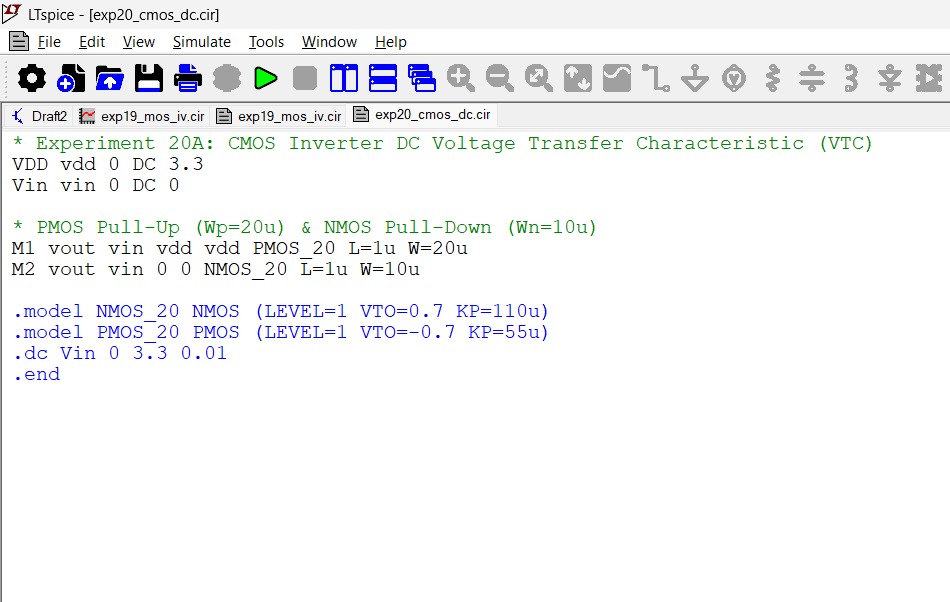 LTspice - [exp20_cmos_dc.cir]
File Edit View Simulate Tools Window Help
Draft2 exp19_mos_iv.cir exp19_mos_iv.cir exp20_cmos_dc.cir
* Experiment 20A: CMOS Inverter DC Voltage Transfer Characteristic (VTC)
VDD vdd 0 DC 3.3
Vin vin 0 DC 0
* PMOS Pull-Up (Wp=20u) & NMOS Pull-Down (Wn=10u)
M1 vout vin vdd vdd PMOS_20 L=1u W=20u
M2 vout vin 0 0 NMOS_20 L=1u W=10u
.model NMOS_20 NMOS (LEVEL=1 VTO=0.7 KP=110u)
.model PMOS_20 PMOS (LEVEL=1 VTO=-0.7 KP=55u)
.dc Vin 0 3.3 0.01
.end